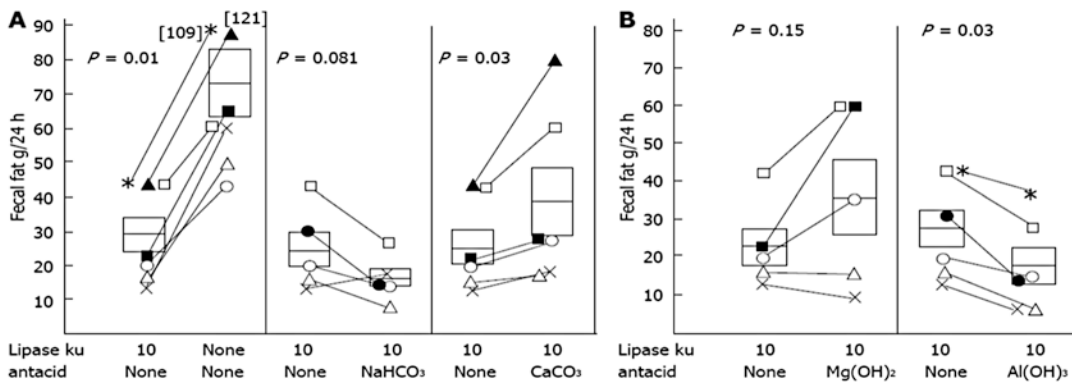 A
B
[109] [121]
P = 0.01
P = 0.081
P = 0.03
P = 0.15
P = 0.03
Fecal fat g/24 h
90
80
70
60
50
40
30
20
10
Lipase ku 10 None 10 10 10 10
antacid None None None NaHCO₃ None CaCO₃
Fecal fat g/24 h
80
70
60
50
40
30
20
10
Lipase ku 10 10 10 10
antacid None Mg(OH)₂ None Al(OH)₃